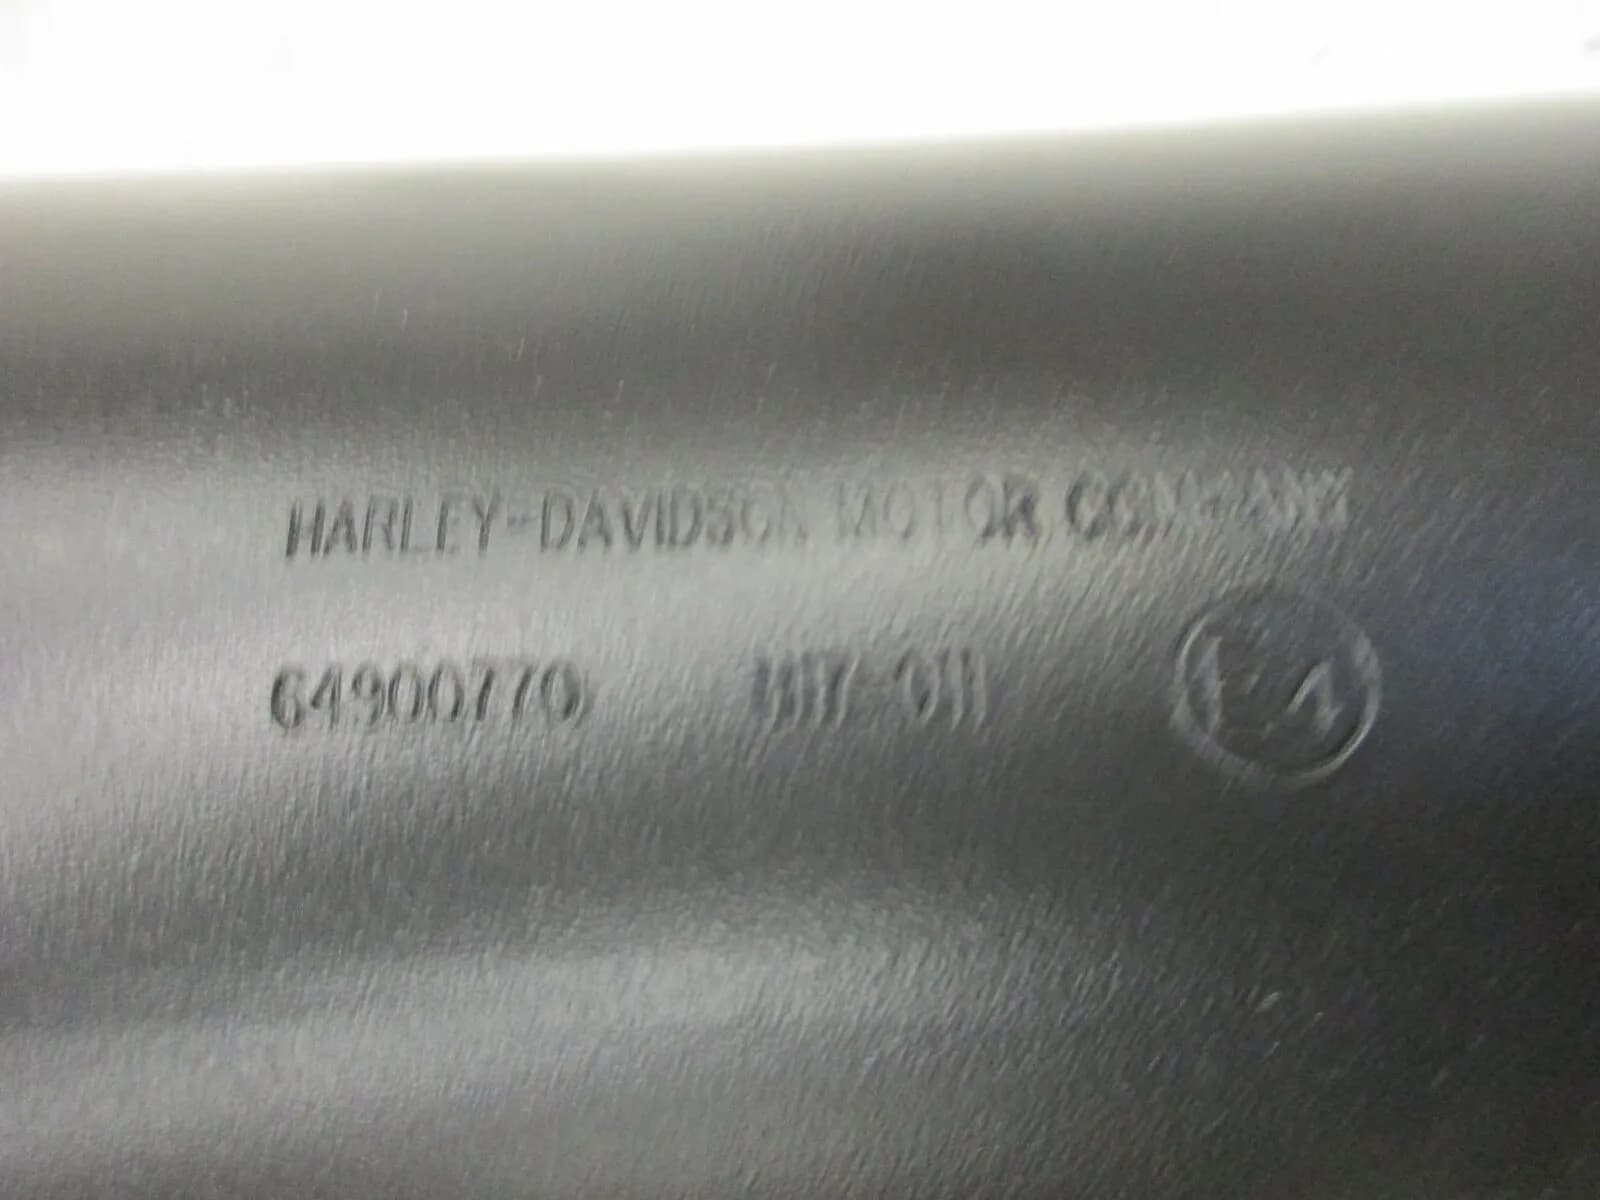 HARLEY-DAVIDSON MOTOR COMPANY
64900770